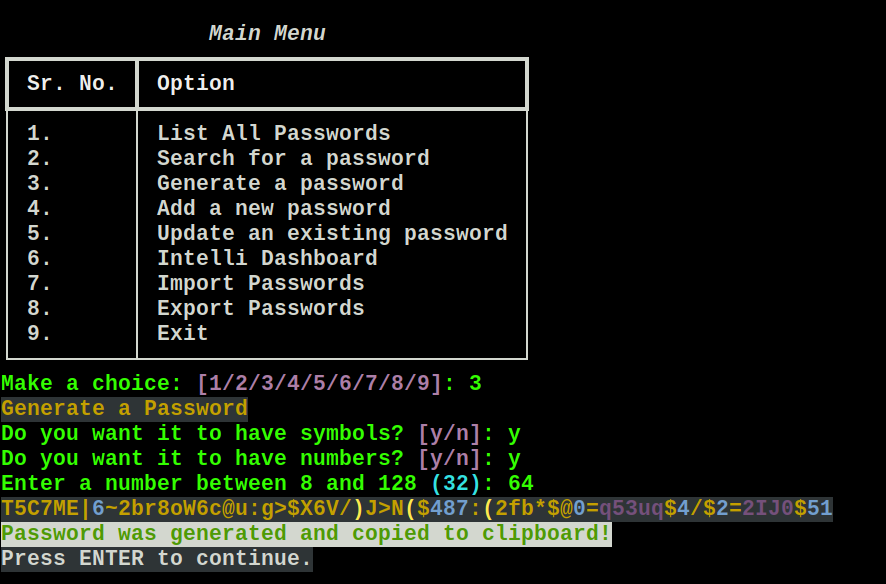 Main Menu
Sr. No. Option
1. List All Passwords
2. Search for a password
3. Generate a password
4. Add a new password
5. Update an existing password
6. Intelli Dashboard
7. Import Passwords
8. Export Passwords
9. Exit
Make a choice: [1/2/3/4/5/6/7/8/9]: 3
Generate a Password
Do you want it to have symbols? [y/n]: y
Do you want it to have numbers? [y/n]: y
Enter a number between 8 and 128 (32): 64
T5C7ME|6~2br8oW6c@u:g>$X6V/)J>N($487:(2fb*$@0=q53uq$4/$2=2IJ0$51
Password was generated and copied to clipboard!
Press ENTER to continue.